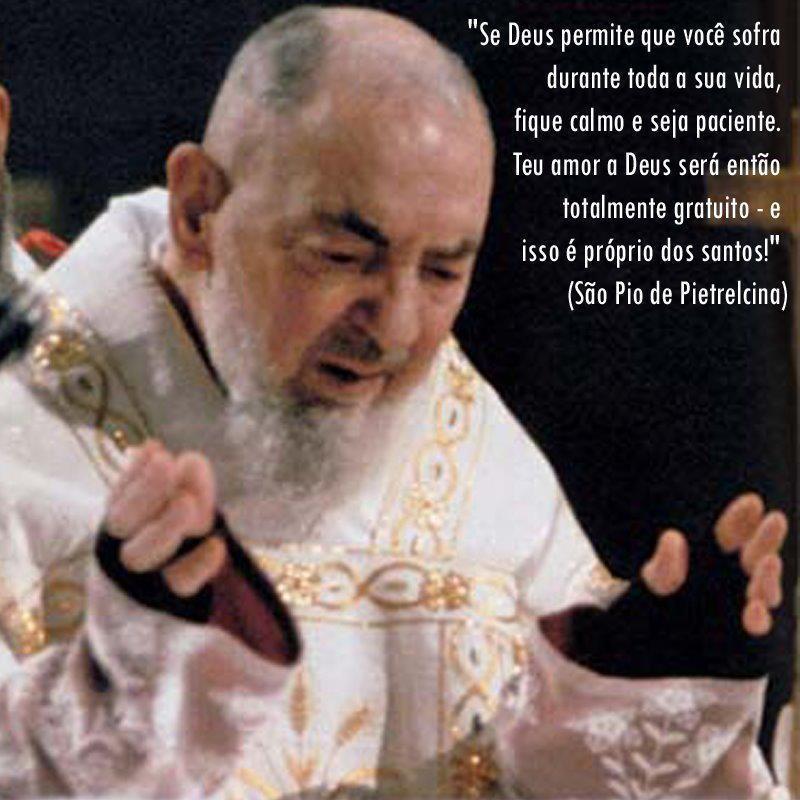 "Se Deus permite que você sofra
durante toda a sua vida,
fique calmo e seja paciente.
Teu amor a Deus será então
totalmente gratuito - e
isso é próprio dos santos!"
(São Pio de Pietrelcina)